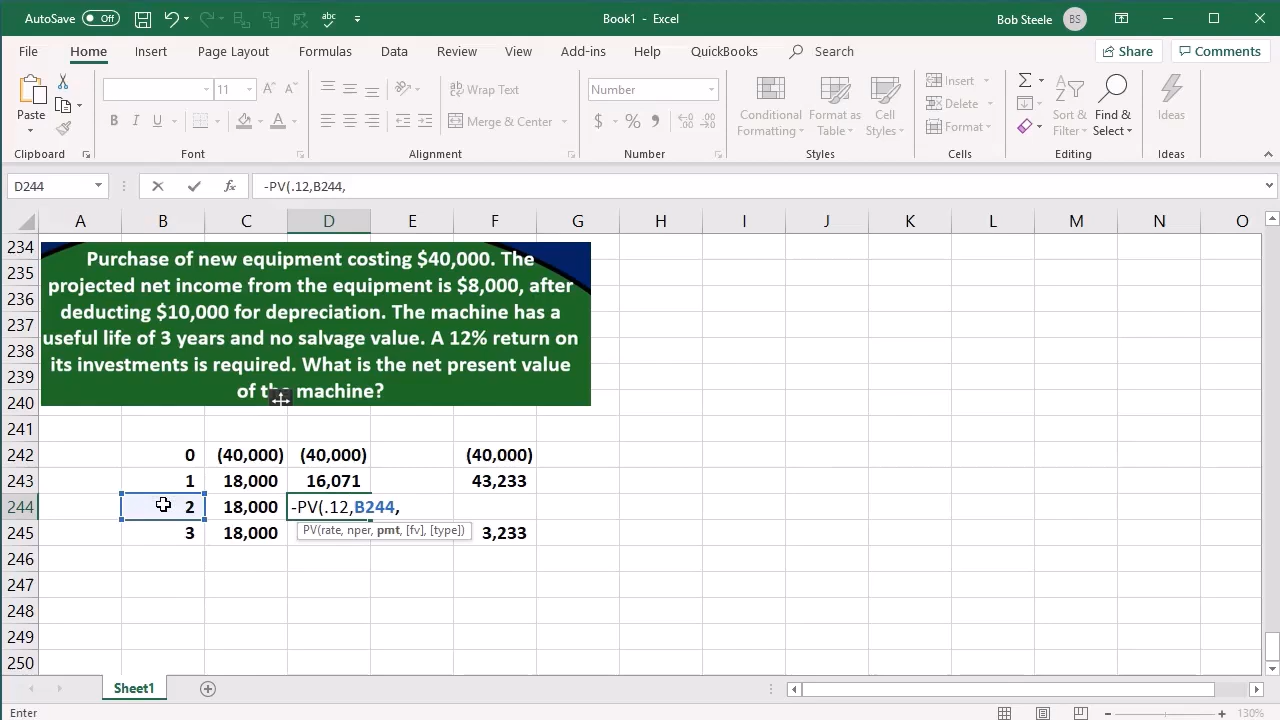 AutoSave Off Book1 - Excel Bob Steele BS
File Home Insert Page Layout Formulas Data Review View Add-ins Help QuickBooks Search Share Comments
Paste 11 Wrap Text Number Insert
B I U Merge & Center $ % Conditional Formatting Format as Table Cell Styles Delete Sort & Filter Find & Select Ideas
Format
Clipboard Font Alignment Number Styles Cells Editing Ideas
D244 fx -PV(.12,B244,
A B C D E F G H I J K L M N O
234
235
236
237
238
239
240
Purchase of new equipment costing $40,000. The
projected net income from the equipment is $8,000, after
deducting $10,000 for depreciation. The machine has a
useful life of 3 years and no salvage value. A 12% return on
its investments is required. What is the net present value
of the machine?
241
242 0 (40,000) (40,000) (40,000)
243 1 18,000 16,071 43,233
244 2 18,000 -PV(.12,B244,
PV(rate, nper, pmt, [fv], [type])
245 3 18,000 3,233
246
247
248
249
250
Sheet1
Enter 130%